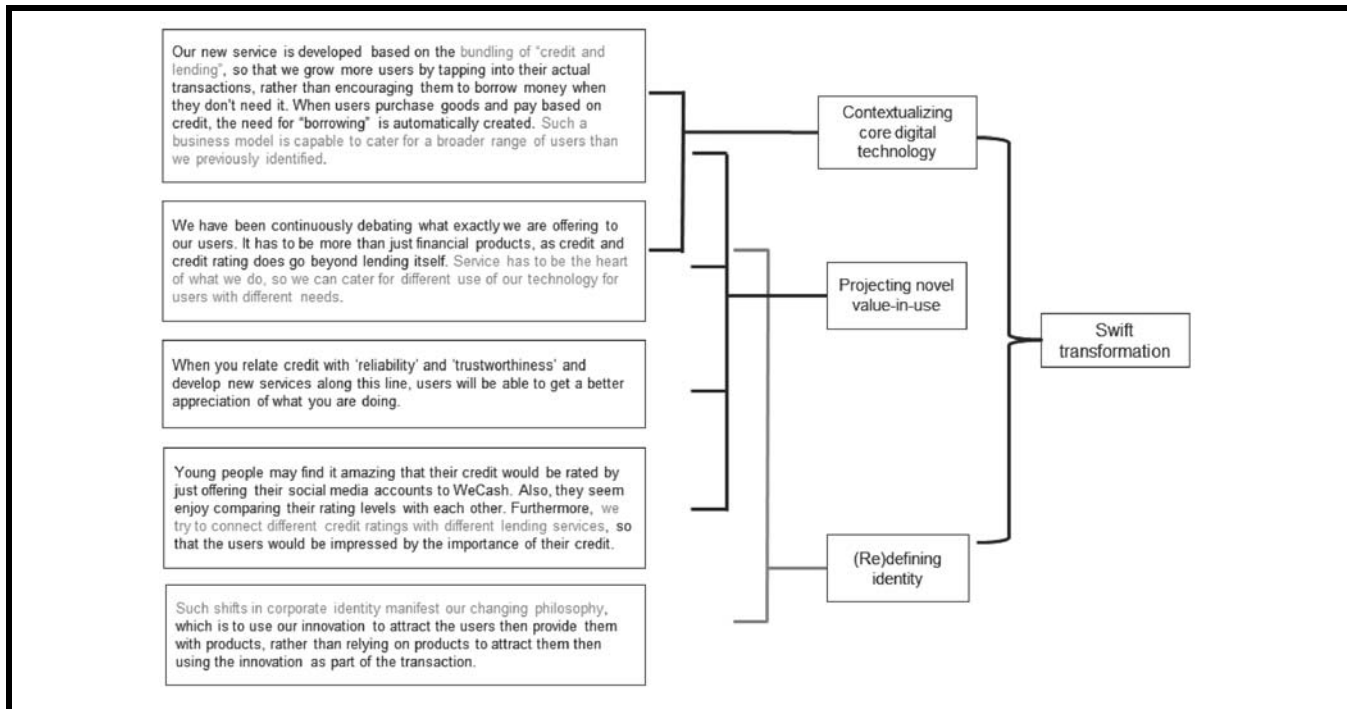 Our new service is developed based on the bundling of “credit and
lending”, so that we grow more users by tapping into their actual
transactions, rather than encouraging them to borrow money when
they don't need it. When users purchase goods and pay based on
credit, the need for “borrowing” is automatically created. Such a
business model is capable to cater for a broader range of users than
we previously identified.
We have been continuously debating what exactly we are offering to
our users. It has to be more than just financial products, as credit and
credit rating does go beyond lending itself. Service has to be the heart
of what we do, so we can cater for different use of our technology for
users with different needs.
When you relate credit with 'reliability' and 'trustworthiness' and
develop new services along this line, users will be able to get a better
appreciation of what you are doing.
Young people may find it amazing that their credit would be rated by
just offering their social media accounts to WeCash. Also, they seem
enjoy comparing their rating levels with each other. Furthermore, we
try to connect different credit ratings with different lending services, so
that the users would be impressed by the importance of their credit.
Such shifts in corporate identity manifest our changing philosophy,
which is to use our innovation to attract the users then provide them
with products, rather than relying on products to attract them then
using the innovation as part of the transaction.
Contextualizing
core digital
technology
Projecting novel
value-in-use
(Re)defining
identity
Swift
transformation